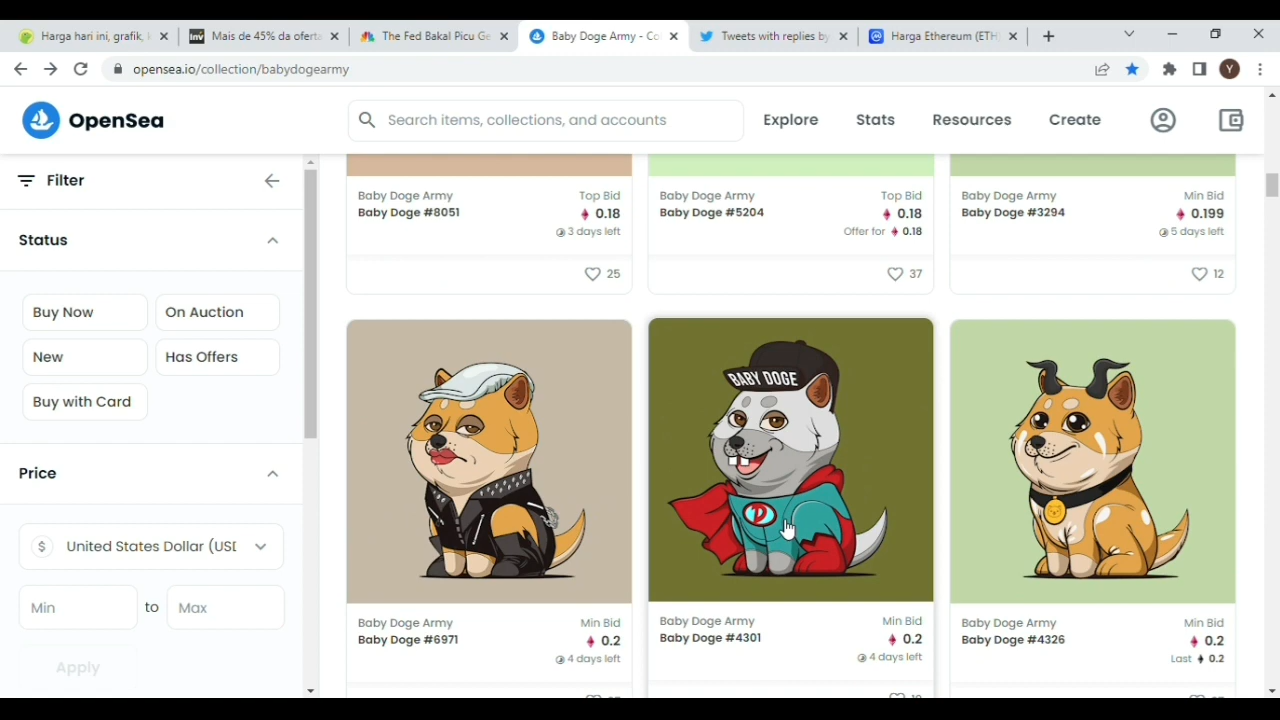 Harga hari ini, grafik,
Mais de 45% da oferta
The Fed Bakal Picu Ge
Baby Doge Army - Co
Tweets with replies by
Harga Ethereum (ETH
opensea.io/collection/babydogearmy
Y
OpenSea
Search items, collections, and accounts
Explore
Stats
Resources
Create
Filter
Status
Buy Now
On Auction
New
Has Offers
Buy with Card
Price
$ United States Dollar (USD
Min
to
Max
Apply
Baby Doge Army
Top Bid
Baby Doge #8051
0.18
3 days left
25
Baby Doge Army
Top Bid
Baby Doge #5204
0.18
Offer for 0.18
37
Baby Doge Army
Min Bid
Baby Doge #3294
0.199
5 days left
12
BABY DOGE
D
Baby Doge Army
Min Bid
Baby Doge #6971
0.2
4 days left
Baby Doge Army
Min Bid
Baby Doge #4301
0.2
4 days left
Baby Doge Army
Min Bid
Baby Doge #4326
0.2
Last 0.2